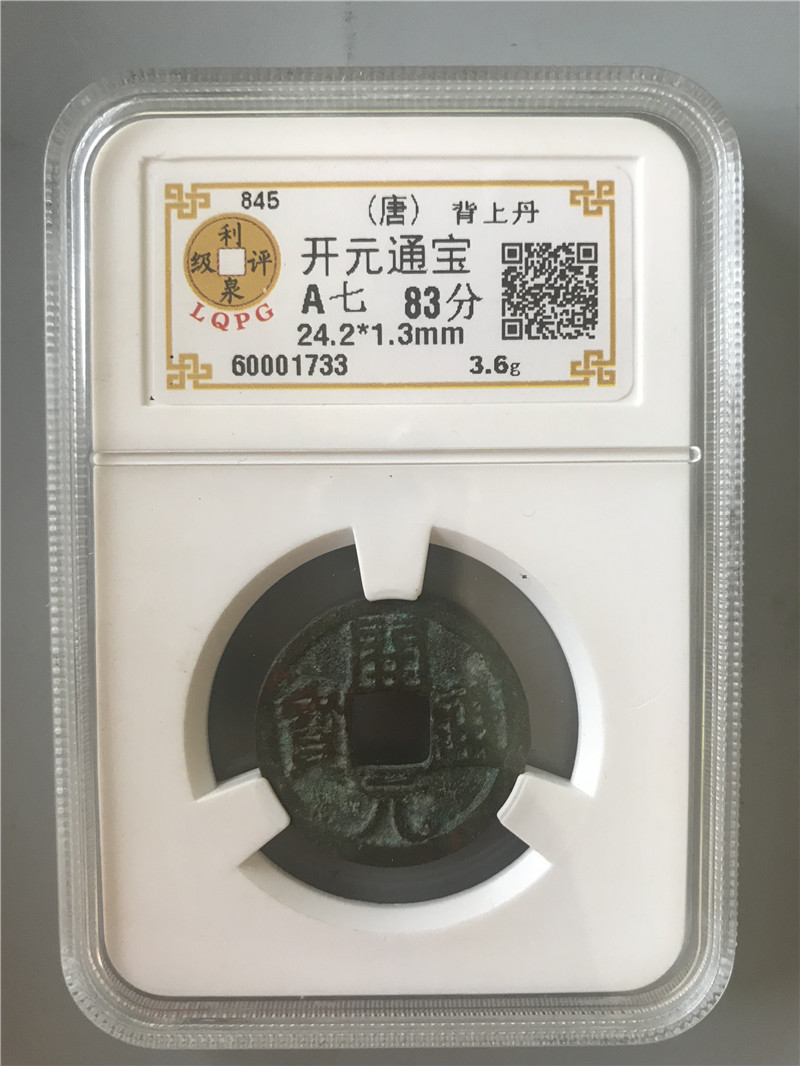 845 (唐) 背上丹
利泉评级
LQPG
开元通宝
A七 83分
24.2*1.3mm
60001733 3.6g
開元通寶